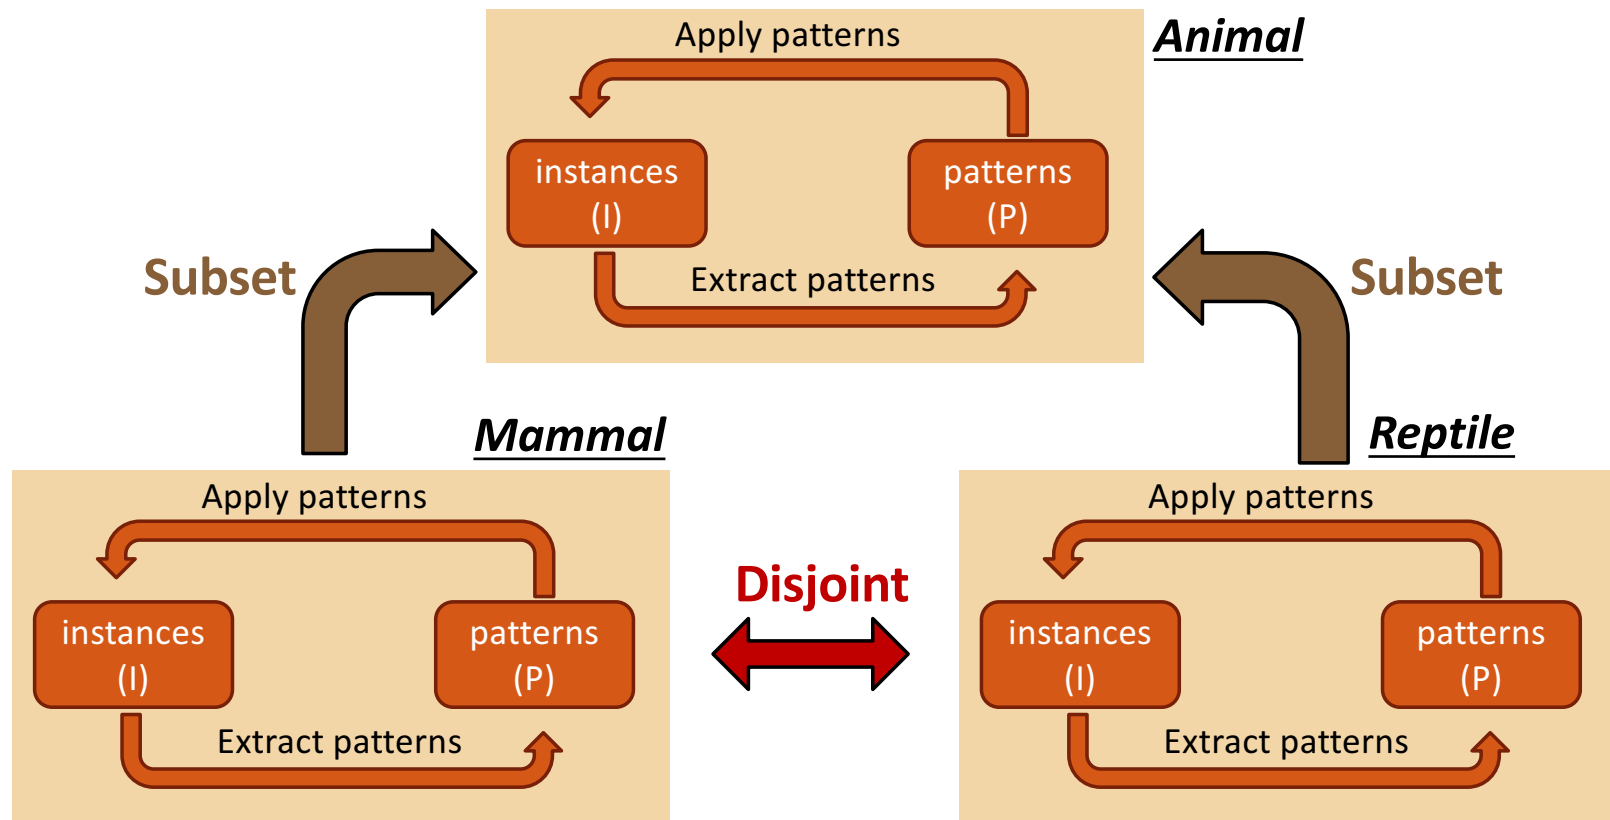 Apply patterns
Animal
instances
(I)
patterns
(P)
Extract patterns
Subset
Subset
Mammal
Apply patterns
instances
(I)
patterns
(P)
Extract patterns
Disjoint
Reptile
Apply patterns
instances
(I)
patterns
(P)
Extract patterns